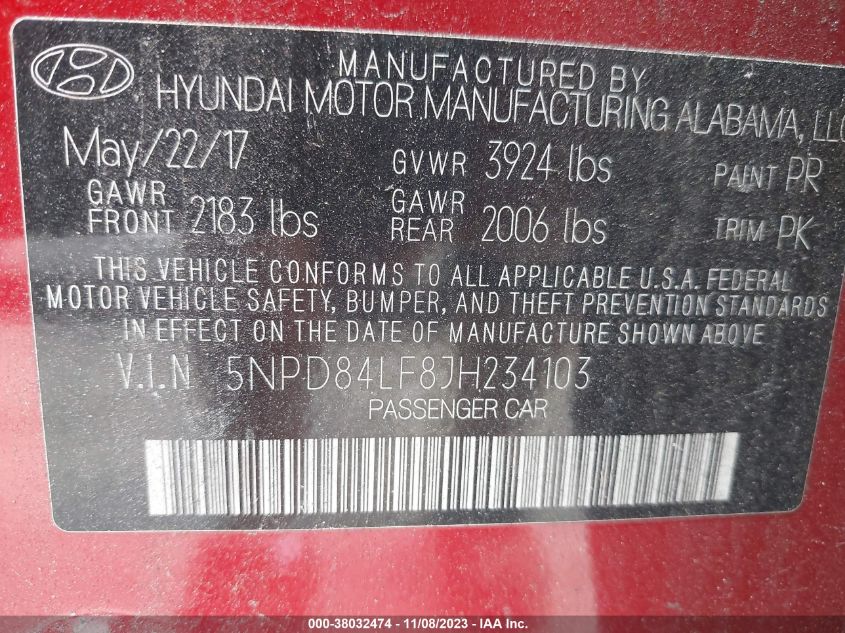 MANUFACTURED BY
HYUNDAI MOTOR MANUFACTURING ALABAMA, LLC
May/22/17 GVWR 3924 lbs PAINT PR
GAWR FRONT 2183 lbs GAWR REAR 2006 lbs TRIM PK
THIS VEHICLE CONFORMS TO ALL APPLICABLE U.S.A. FEDERAL
MOTOR VEHICLE SAFETY, BUMPER, AND THEFT PREVENTION STANDARDS
IN EFFECT ON THE DATE OF MANUFACTURE SHOWN ABOVE
V.I.N 5NPD84LF8JH234103
PASSENGER CAR
000-38032474 - 11/08/2023 - IAA Inc.